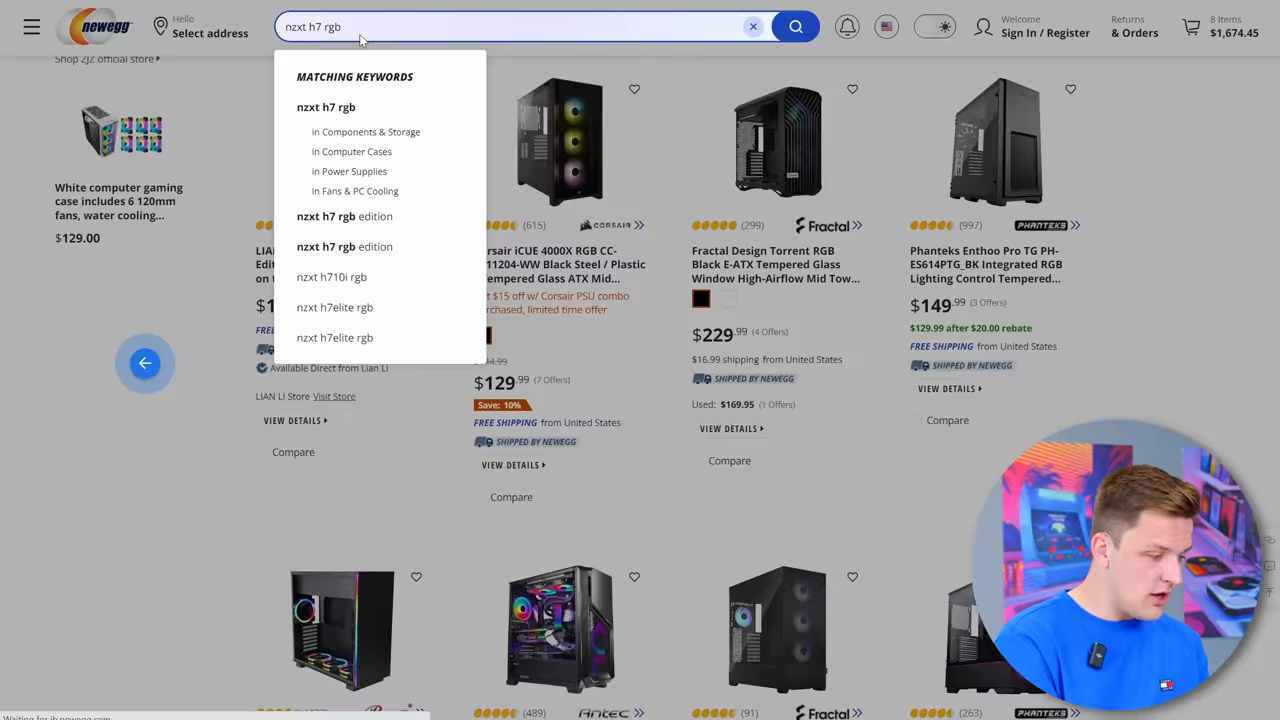 newegg
Hello
Select address
nzxt h7 rgb
Welcome
Sign In / Register
Returns
& Orders
8 Items
$1,674.45
Shop ZJZ official store
MATCHING KEYWORDS
nzxt h7 rgb
in Components & Storage
in Computer Cases
in Power Supplies
in Fans & PC Cooling
nzxt h7 rgb edition
nzxt h7 rgb edition
nzxt h710i rgb
nzxt h7elite rgb
nzxt h7elite rgb
White computer gaming
case includes 6 120mm
fans, water cooling...
$129.00
LIAN
Edit
on t
$1
FREE
Available Direct from Lian Li
LIAN LI Store Visit Store
VIEW DETAILS
Compare
(615)
CORSAIR
rsair iCUE 4000X RGB CC-
11204-WW Black Steel / Plastic
mpered Glass ATX Mid...
t $15 off w/ Corsair PSU combo
rchased, limited time offer
$129.99 (7 Offers)
Save: 10%
FREE SHIPPING from United States
SHIPPED BY NEWEGG
VIEW DETAILS
Compare
(299)
Fractal
Fractal Design Torrent RGB
Black E-ATX Tempered Glass
Window High-Airflow Mid Tow...
$229.99 (4 Offers)
$16.99 shipping from United States
SHIPPED BY NEWEGG
Used: $169.95 (1 Offers)
VIEW DETAILS
Compare
(997)
PHANTEKS
Phanteks Enthoo Pro TG PH-
ES614PTG_BK Integrated RGB
Lighting Control Tempered...
$149.99 (3 Offers)
$129.99 after $20.00 rebate
FREE SHIPPING from United States
SHIPPED BY NEWEGG
VIEW DETAILS
Compare
(489)
ANTEC
(91)
Fractal
(263)
PHANTEKS